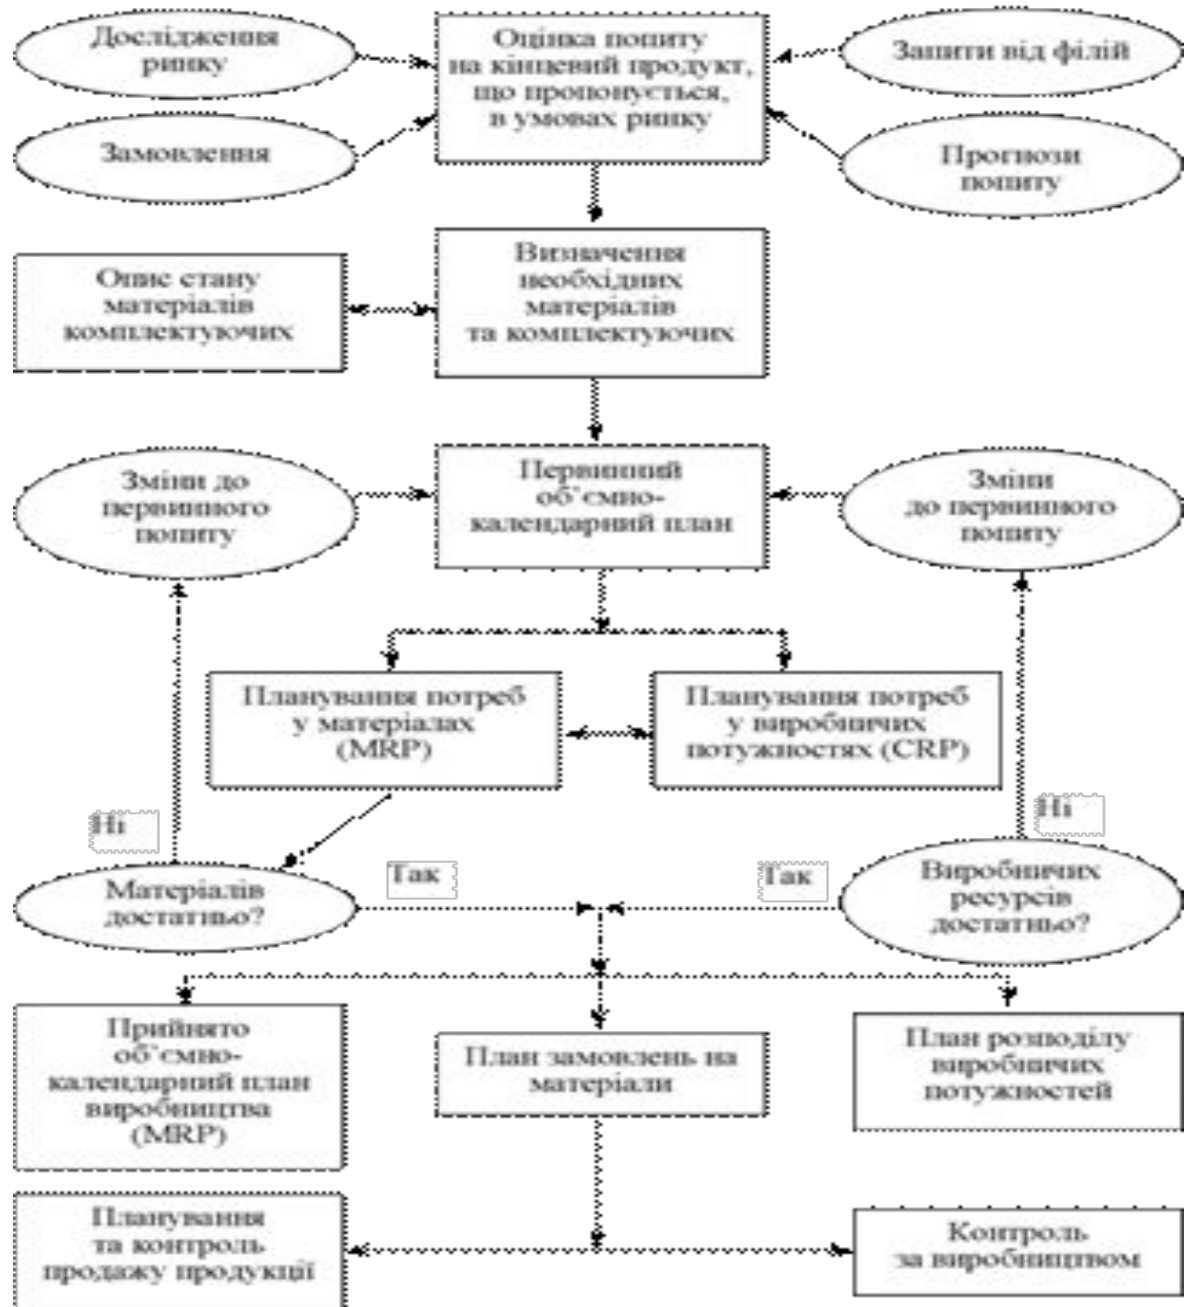 Дослідження
ринку
Оцінка попиту
на кінцевий продукт,
що пропонується,
в умовах ринку
Запити від філій
Замовлення
Прогнози
попиту
Опис стану
матеріалів
комплектуючих
Визначення
необхідних
матеріалів
та комплектуючих
Зміни до
первинного
попиту
Первинний
об’ємно-
календарний план
Зміни
до первинного
попиту
Планування потреб
у матеріалах
(MRP)
Планування потреб
у виробничих
потужностях (CRP)
Ні
Ні
Матеріалів
достатньо?
Так
Так
Виробничих
ресурсів
достатньо?
Прийнято
об’ємно-
календарний план
виробництва
(MRP)
План замовлень на
матеріали
План розподілу
виробничих
потужностей
Планування
та контроль
продажу продукції
Контроль
за виробництвом